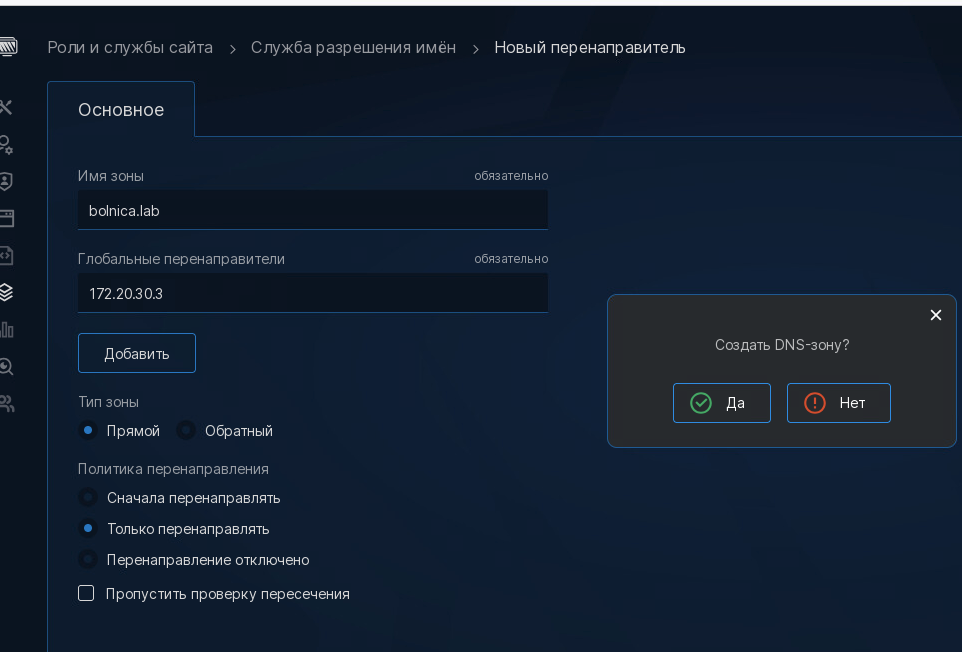 Роли и службы сайта > Служба разрешения имён > Новый перенаправитель
Основное
Имя зоны обязательно
bolnica.lab
Глобальные перенаправители обязательно
172.20.30.3
Добавить
Тип зоны
Прямой Обратный
Политика перенаправления
Сначала перенаправлять
Только перенаправлять
Перенаправление отключено
Пропустить проверку пересечения
Создать DNS-зону?
Да Нет